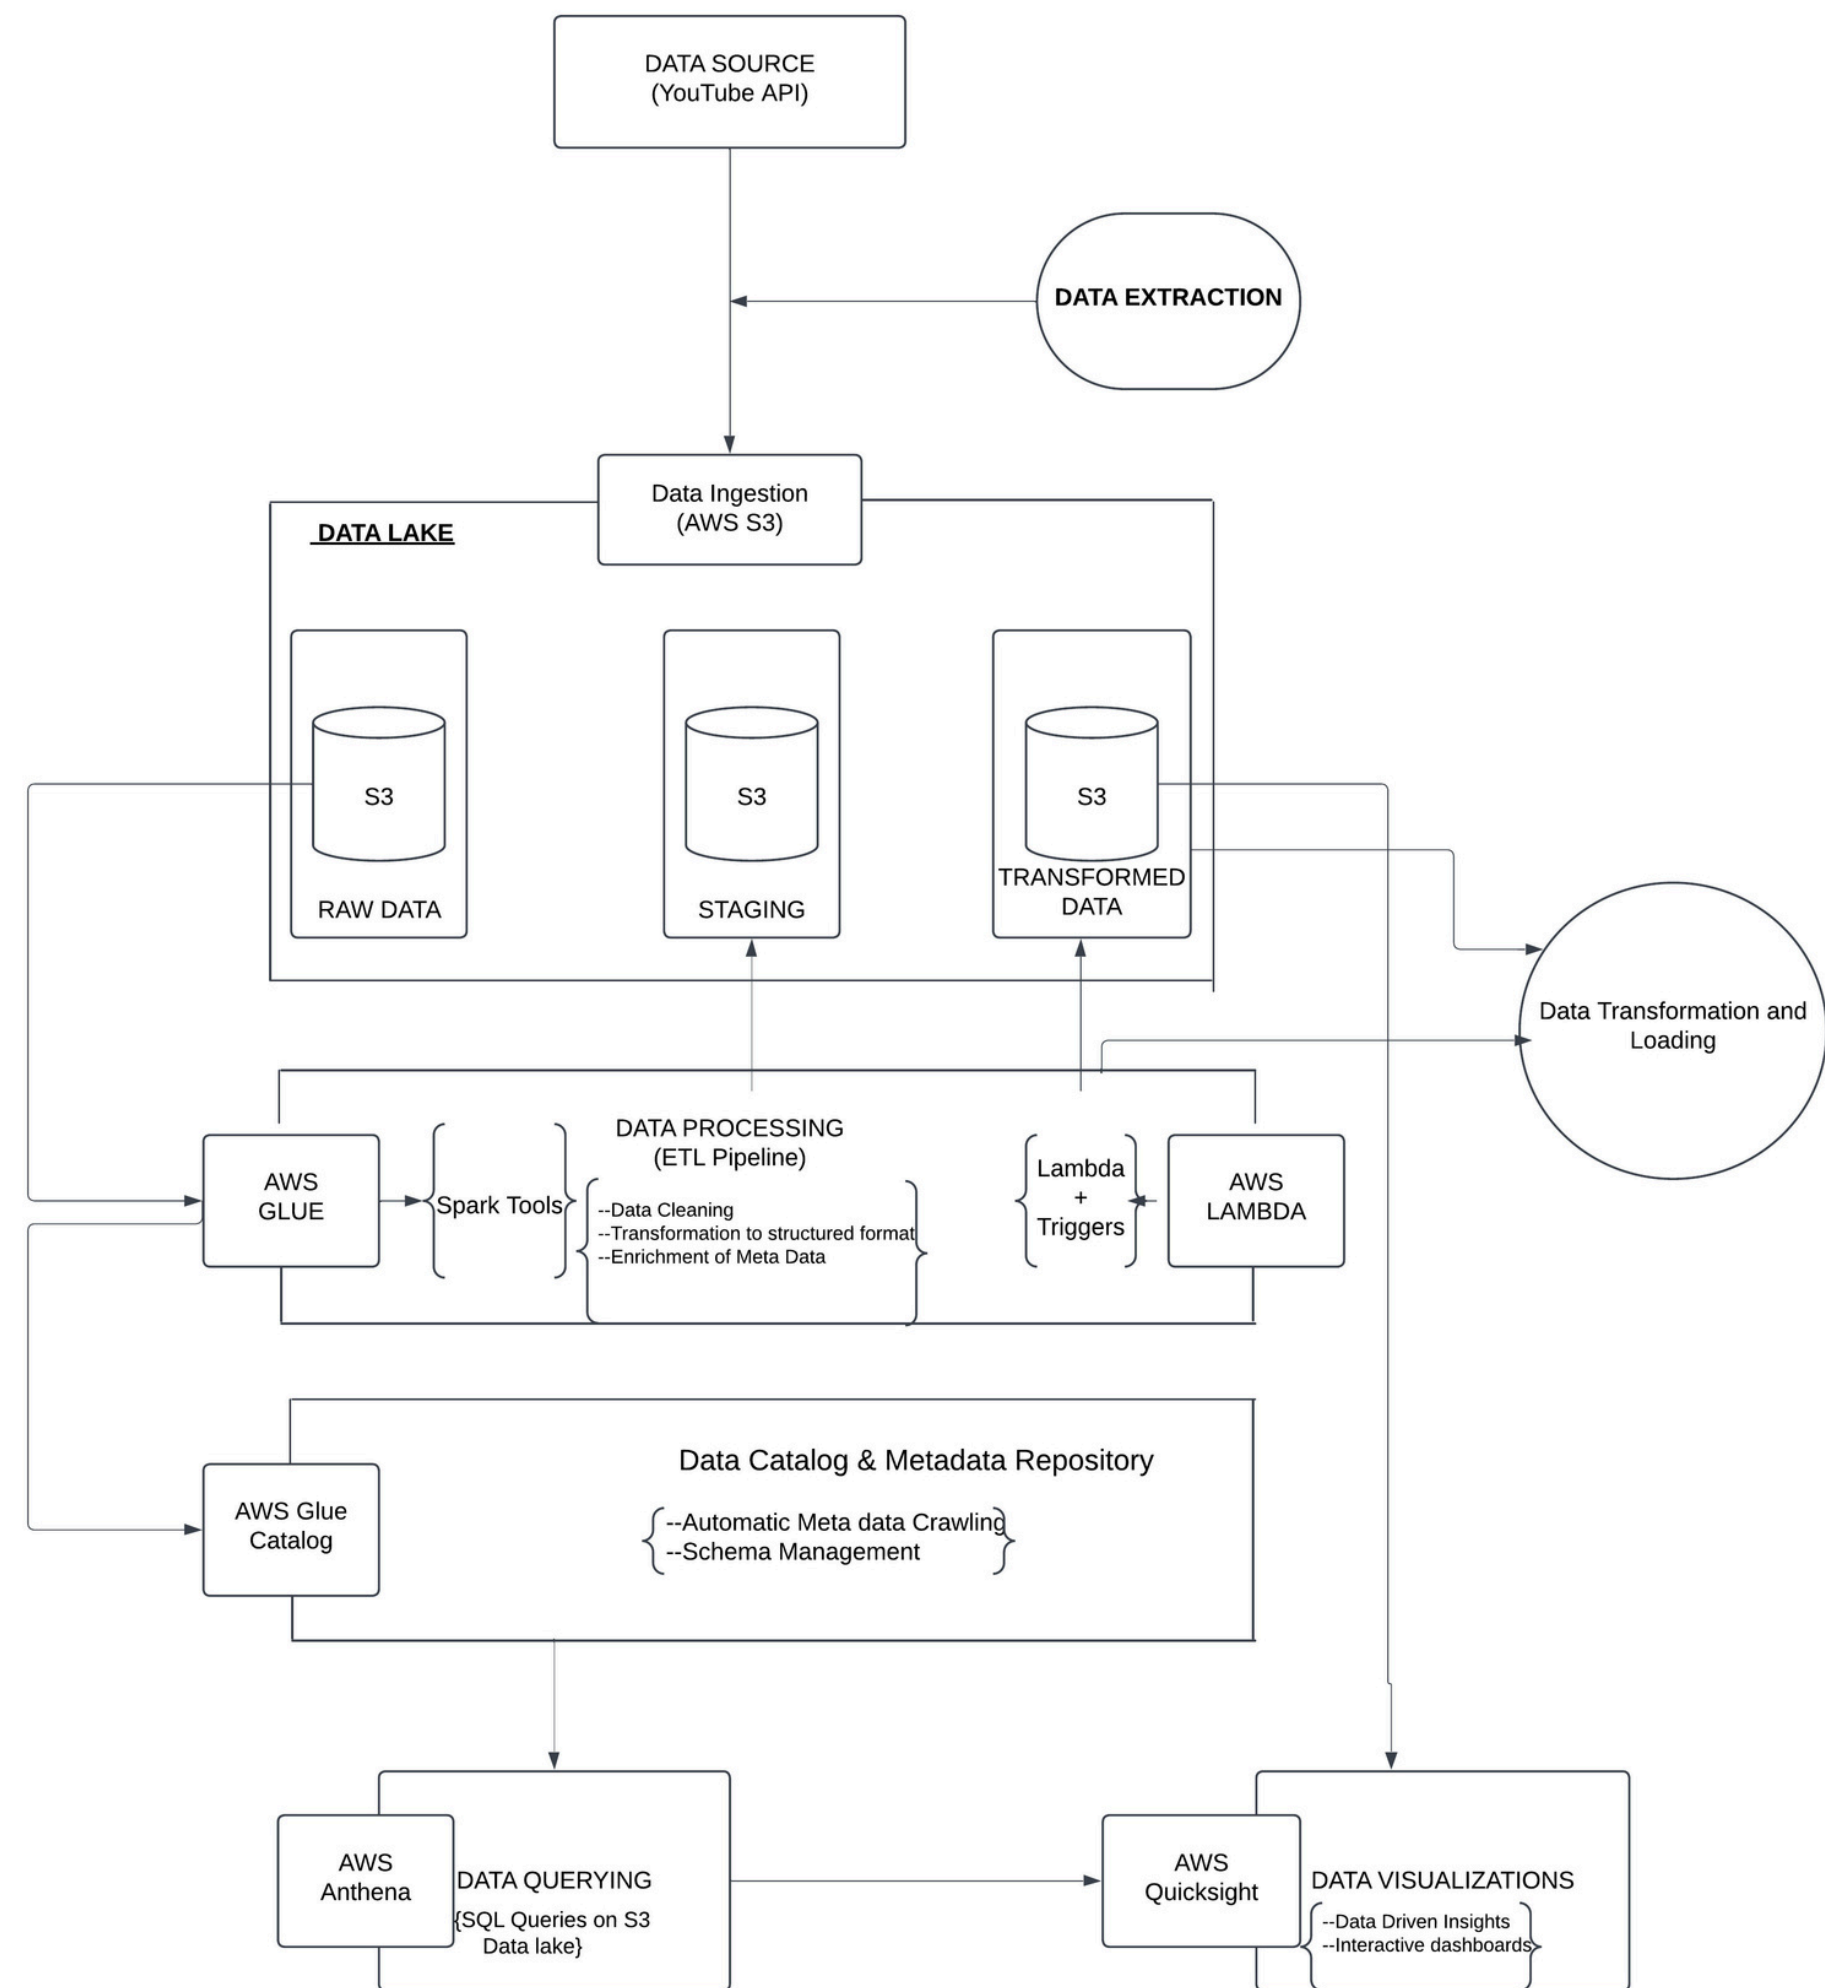 DATA SOURCE
(YouTube API)
DATA EXTRACTION
Data Ingestion
(AWS S3)
DATA LAKE
S3
RAW DATA
S3
STAGING
S3
TRANSFORMED
DATA
Data Transformation and
Loading
AWS
GLUE
Spark Tools
DATA PROCESSING
(ETL Pipeline)
--Data Cleaning
--Transformation to structured format
--Enrichment of Meta Data
Lambda
+
Triggers
AWS
LAMBDA
AWS Glue
Catalog
Data Catalog & Metadata Repository
--Automatic Meta data Crawling
--Schema Management
AWS
Anthena
DATA QUERYING
{SQL Queries on S3
Data lake}
AWS
Quicksight
DATA VISUALIZATIONS
--Data Driven Insights
--Interactive dashboards